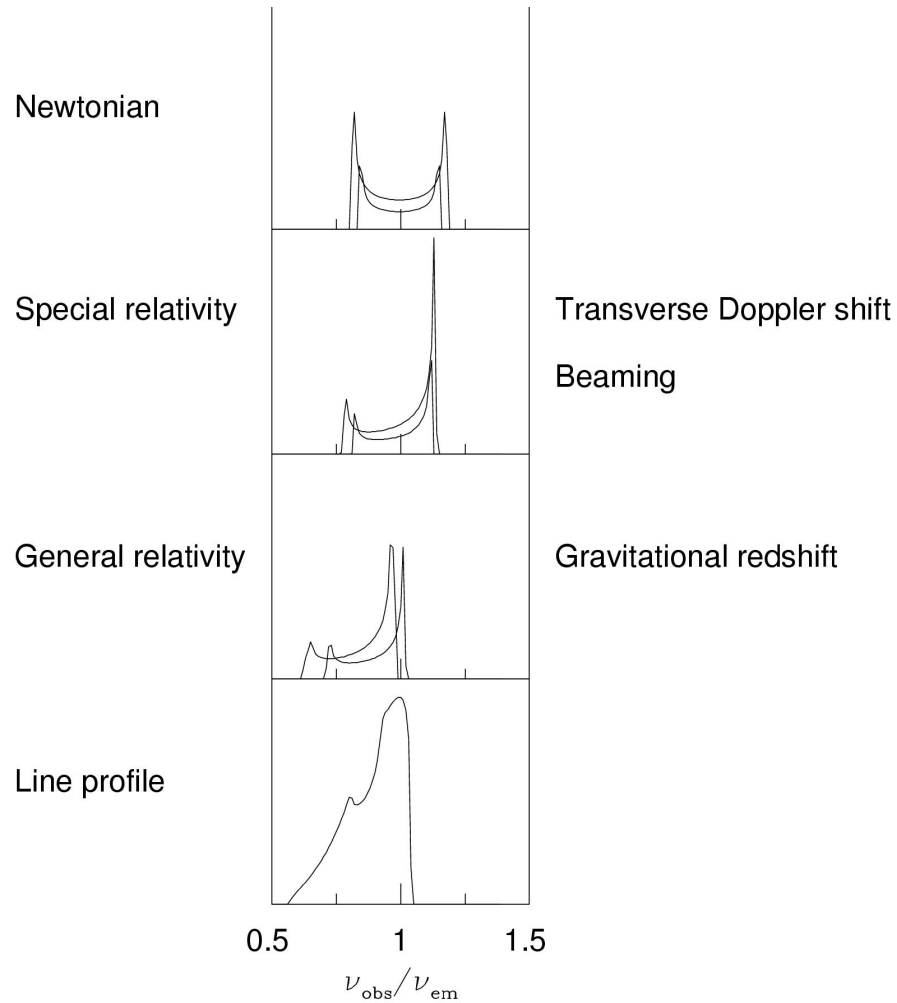 Newtonian
Special relativity
Transverse Doppler shift
Beaming
General relativity
Gravitational redshift
Line profile
0.5 1 1.5
ν_obs/ν_em